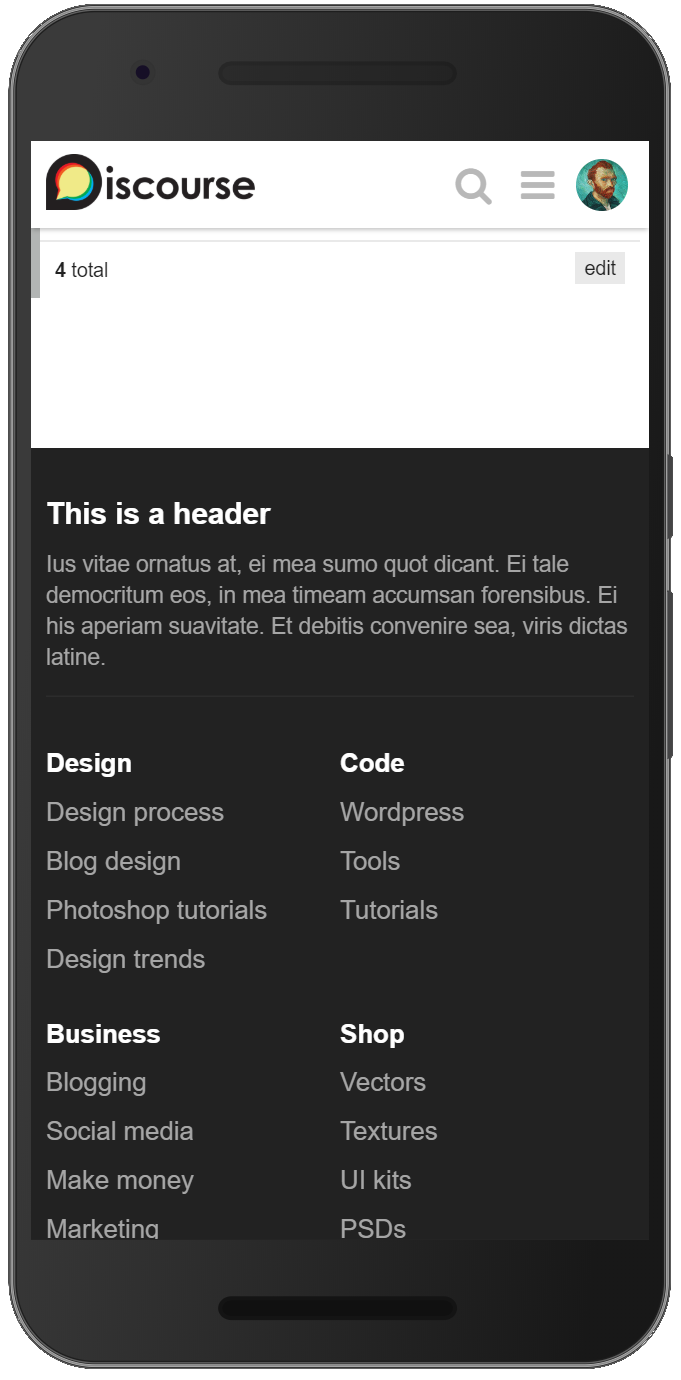 Discourse
4 total
edit
This is a header
Ius vitae ornatus at, ei mea sumo quot dicant. Ei tale
democritum eos, in mea timeam accumsan forensibus. Ei
his aperiam suavitate. Et debitis convenire sea, viris dictas
latine.
Design
Design process
Blog design
Photoshop tutorials
Design trends
Code
Wordpress
Tools
Tutorials
Business
Blogging
Social media
Make money
Marketing
Shop
Vectors
Textures
UI kits
PSDs